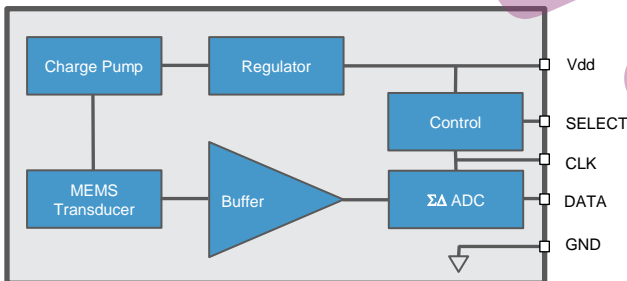 Charge Pump
Regulator
Vdd
Control
SELECT
CLK
MEMS
Transducer
Buffer
ΣΔ ADC
DATA
GND